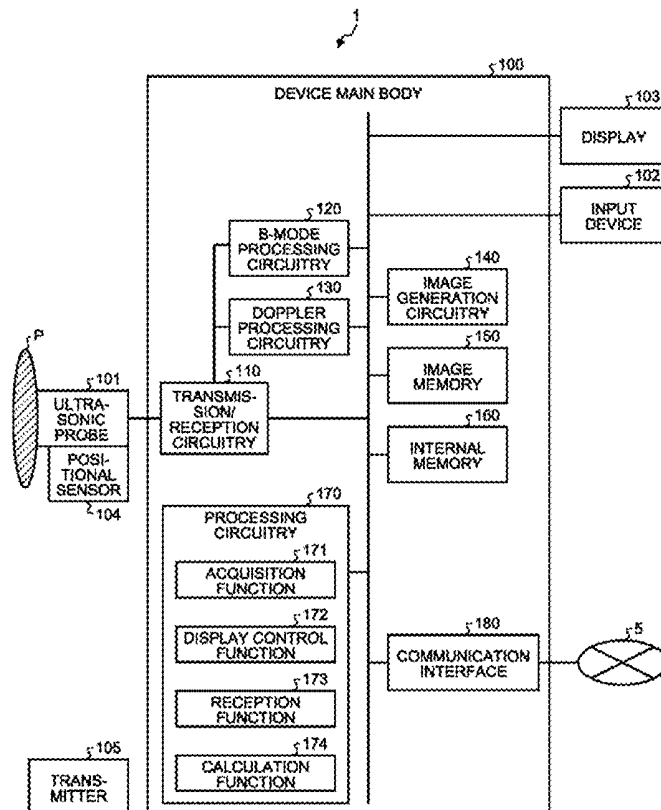 1
100
DEVICE MAIN BODY
103
DISPLAY
102
INPUT
DEVICE
120
B-MODE
PROCESSING
CIRCUITRY
140
IMAGE
GENERATION
CIRCUITRY
130
DOPPLER
PROCESSING
CIRCUITRY
150
IMAGE
MEMORY
P
101
ULTRA-
SONIC
PROBE
110
TRANSMIS-
SION/
RECEPTION
CIRCUITRY
160
INTERNAL
MEMORY
POSI-
TIONAL
SENSOR
104
170
PROCESSING
CIRCUITRY
171
ACQUISITION
FUNCTION
172
DISPLAY CONTROL
FUNCTION
173
RECEPTION
FUNCTION
174
CALCULATION
FUNCTION
180
COMMUNICATION
INTERFACE
5
105
TRANS-
MITTER